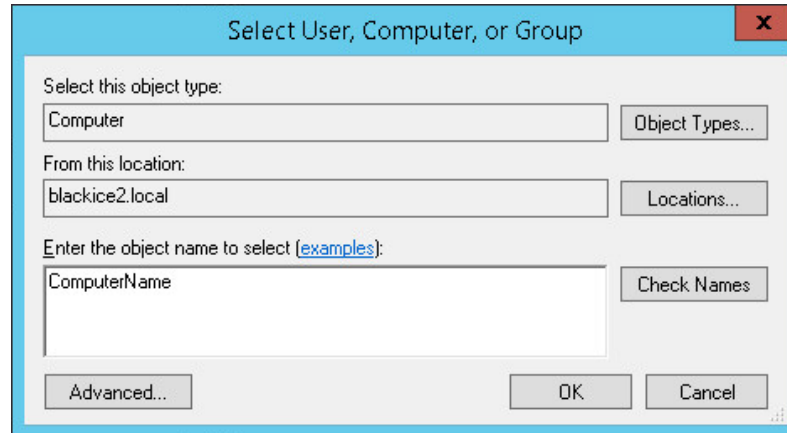 Select User, Computer, or Group
x
Select this object type:
Computer
Object Types...
From this location:
blackice2.local
Locations...
Enter the object name to select (examples):
ComputerName
Check Names
Advanced...
OK
Cancel